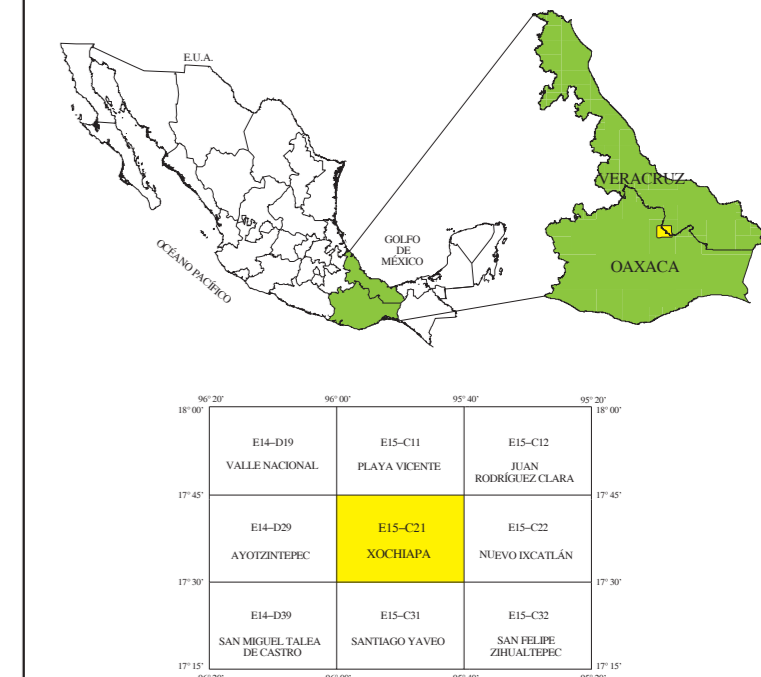 E.U.A.
GOLFO
DE
MÉXICO
OCÉANO PACÍFICO
VERACRUZ
OAXACA
96° 20' 96° 00' 95° 40' 95° 20'
18° 00' 18° 00'
E14–D19 E15–C11 E15–C12
VALLE NACIONAL PLAYA VICENTE JUAN
RODRÍGUEZ CLARA
17° 45' 17° 45'
E14–D29 E15–C21 E15–C22
AYOTZINTEPEC XOCHIAPA NUEVO IXCATLÁN
17° 30' 17° 30'
E14–D39 E15–C31 E15–C32
SAN MIGUEL TALEA SANTIAGO YAVEO SAN FELIPE
DE CASTRO ZIHUALTEPEC
17° 15' 17° 15'